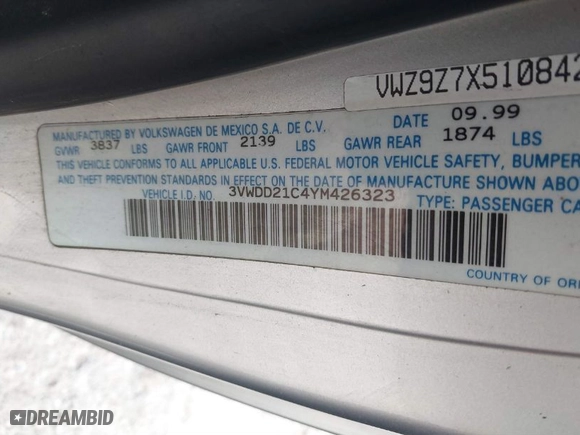 VWZ9Z7X510842
MANUFACTURED BY VOLKSWAGEN DE MEXICO S.A. DE C.V. DATE 09.99
GVWR 3837 LBS GAWR FRONT 2139 LBS GAWR REAR 1874 LBS
THIS VEHICLE CONFORMS TO ALL APPLICABLE U.S. FEDERAL MOTOR VEHICLE SAFETY, BUMPER
AND THEFT PREVENTION STANDARDS IN EFFECT ON THE DATE OF MANUFACTURE SHOWN ABO
VEHICLE I.D. NO. 3VWDD21C4YM426323 TYPE: PASSENGER CA
COUNTRY OF ORI
DREAMBID